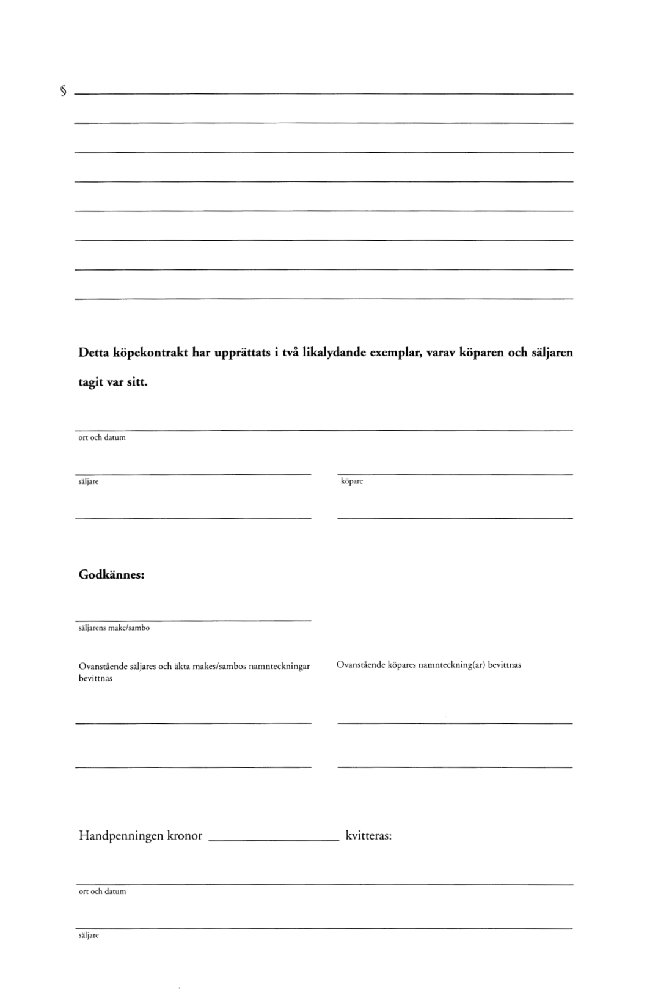 §
Detta köpekontrakt har upprättats i två likalydande exemplar, varav köparen och säljaren
tagit var sitt.
ort och datum
säljare
köpare
Godkännes:
säljarens make/sambo
Ovanstående säljares och äkta makes/sambos namnteckningar
bevittnas
Ovanstående köpares namnteckning(ar) bevittnas
Handpenningen kronor kvitteras:
ort och datum
säljare